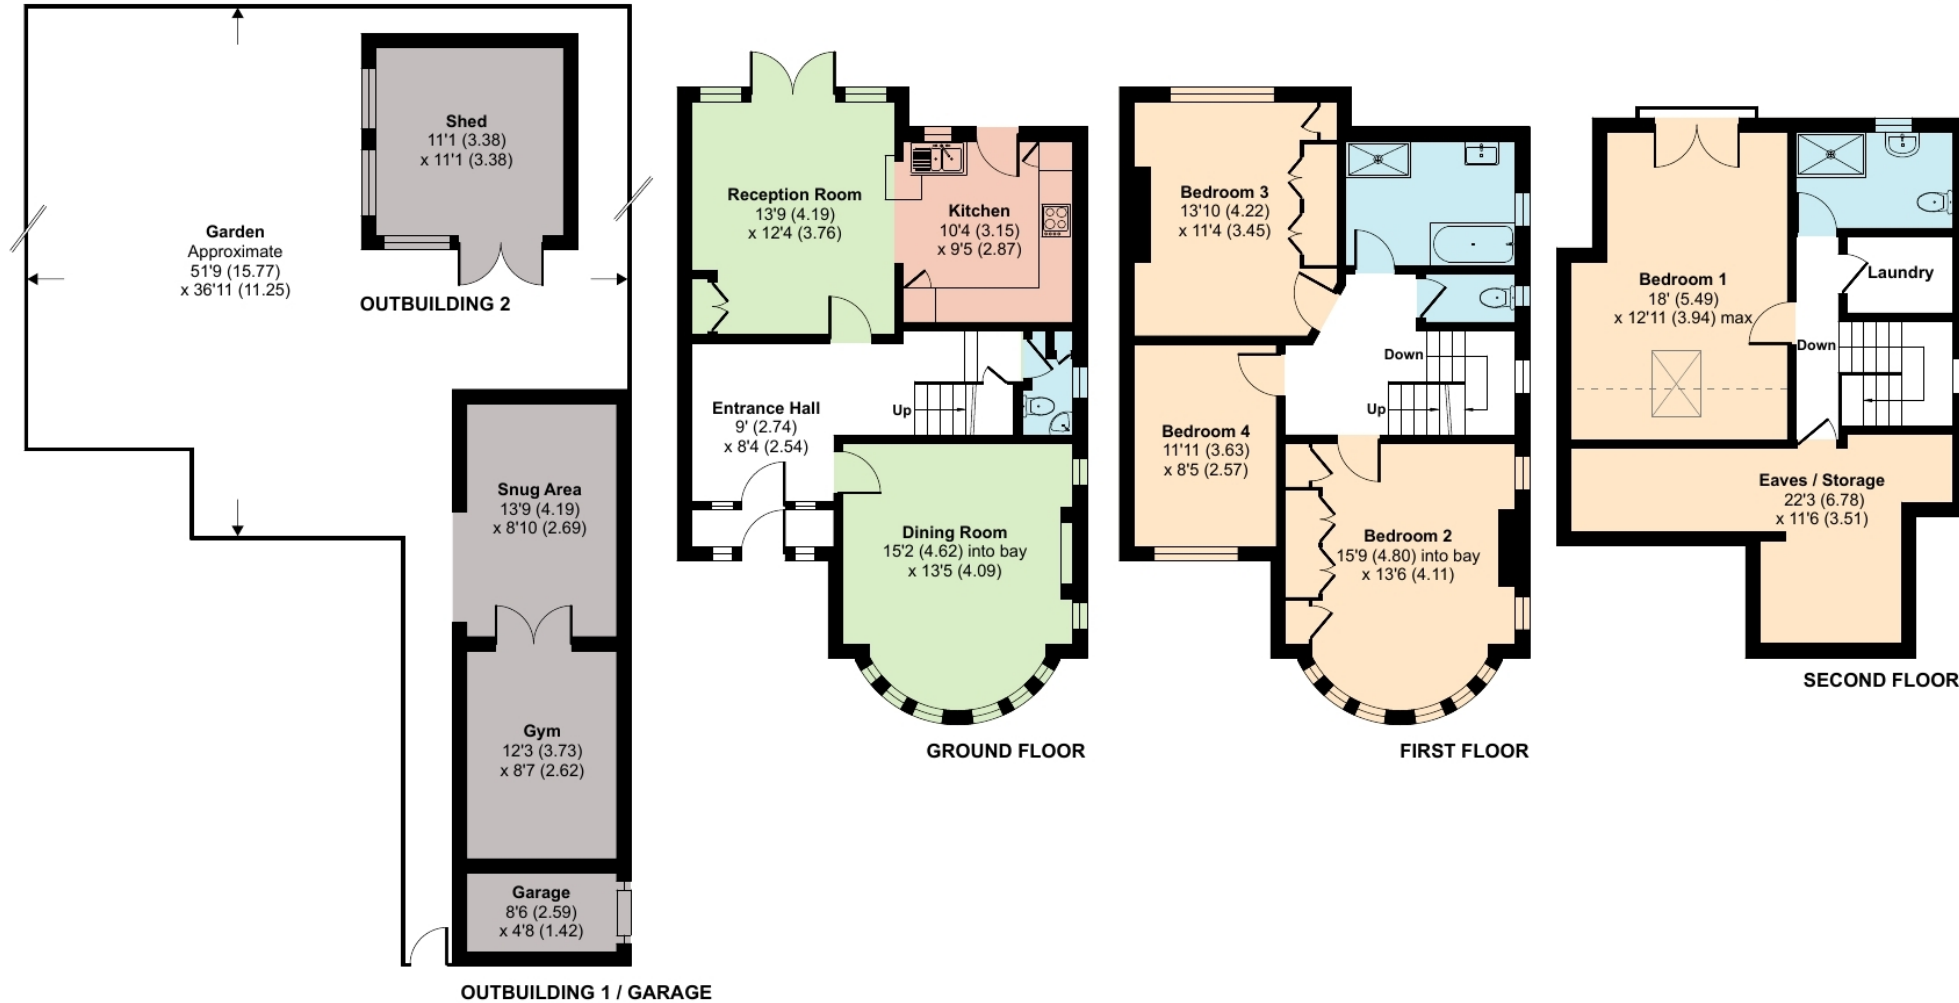 Shed
11'1 (3.38)
x 11'1 (3.38)
Garden
Approximate
51'9 (15.77)
x 36'11 (11.25)
OUTBUILDING 2
Snug Area
13'9 (4.19)
x 8'10 (2.69)
Gym
12'3 (3.73)
x 8'7 (2.62)
Garage
8'6 (2.59)
x 4'8 (1.42)
OUTBUILDING 1 / GARAGE
Reception Room
13'9 (4.19)
x 12'4 (3.76)
Kitchen
10'4 (3.15)
x 9'5 (2.87)
Entrance Hall
9' (2.74)
x 8'4 (2.54)
Up
Dining Room
15'2 (4.62) into bay
x 13'5 (4.09)
GROUND FLOOR
Bedroom 3
13'10 (4.22)
x 11'4 (3.45)
Down
Up
Bedroom 4
11'11 (3.63)
x 8'5 (2.57)
Bedroom 2
15'9 (4.80) into bay
x 13'6 (4.11)
FIRST FLOOR
Bedroom 1
18' (5.49)
x 12'11 (3.94) max
Laundry
Down
Eaves / Storage
22'3 (6.78)
x 11'6 (3.51)
SECOND FLOOR